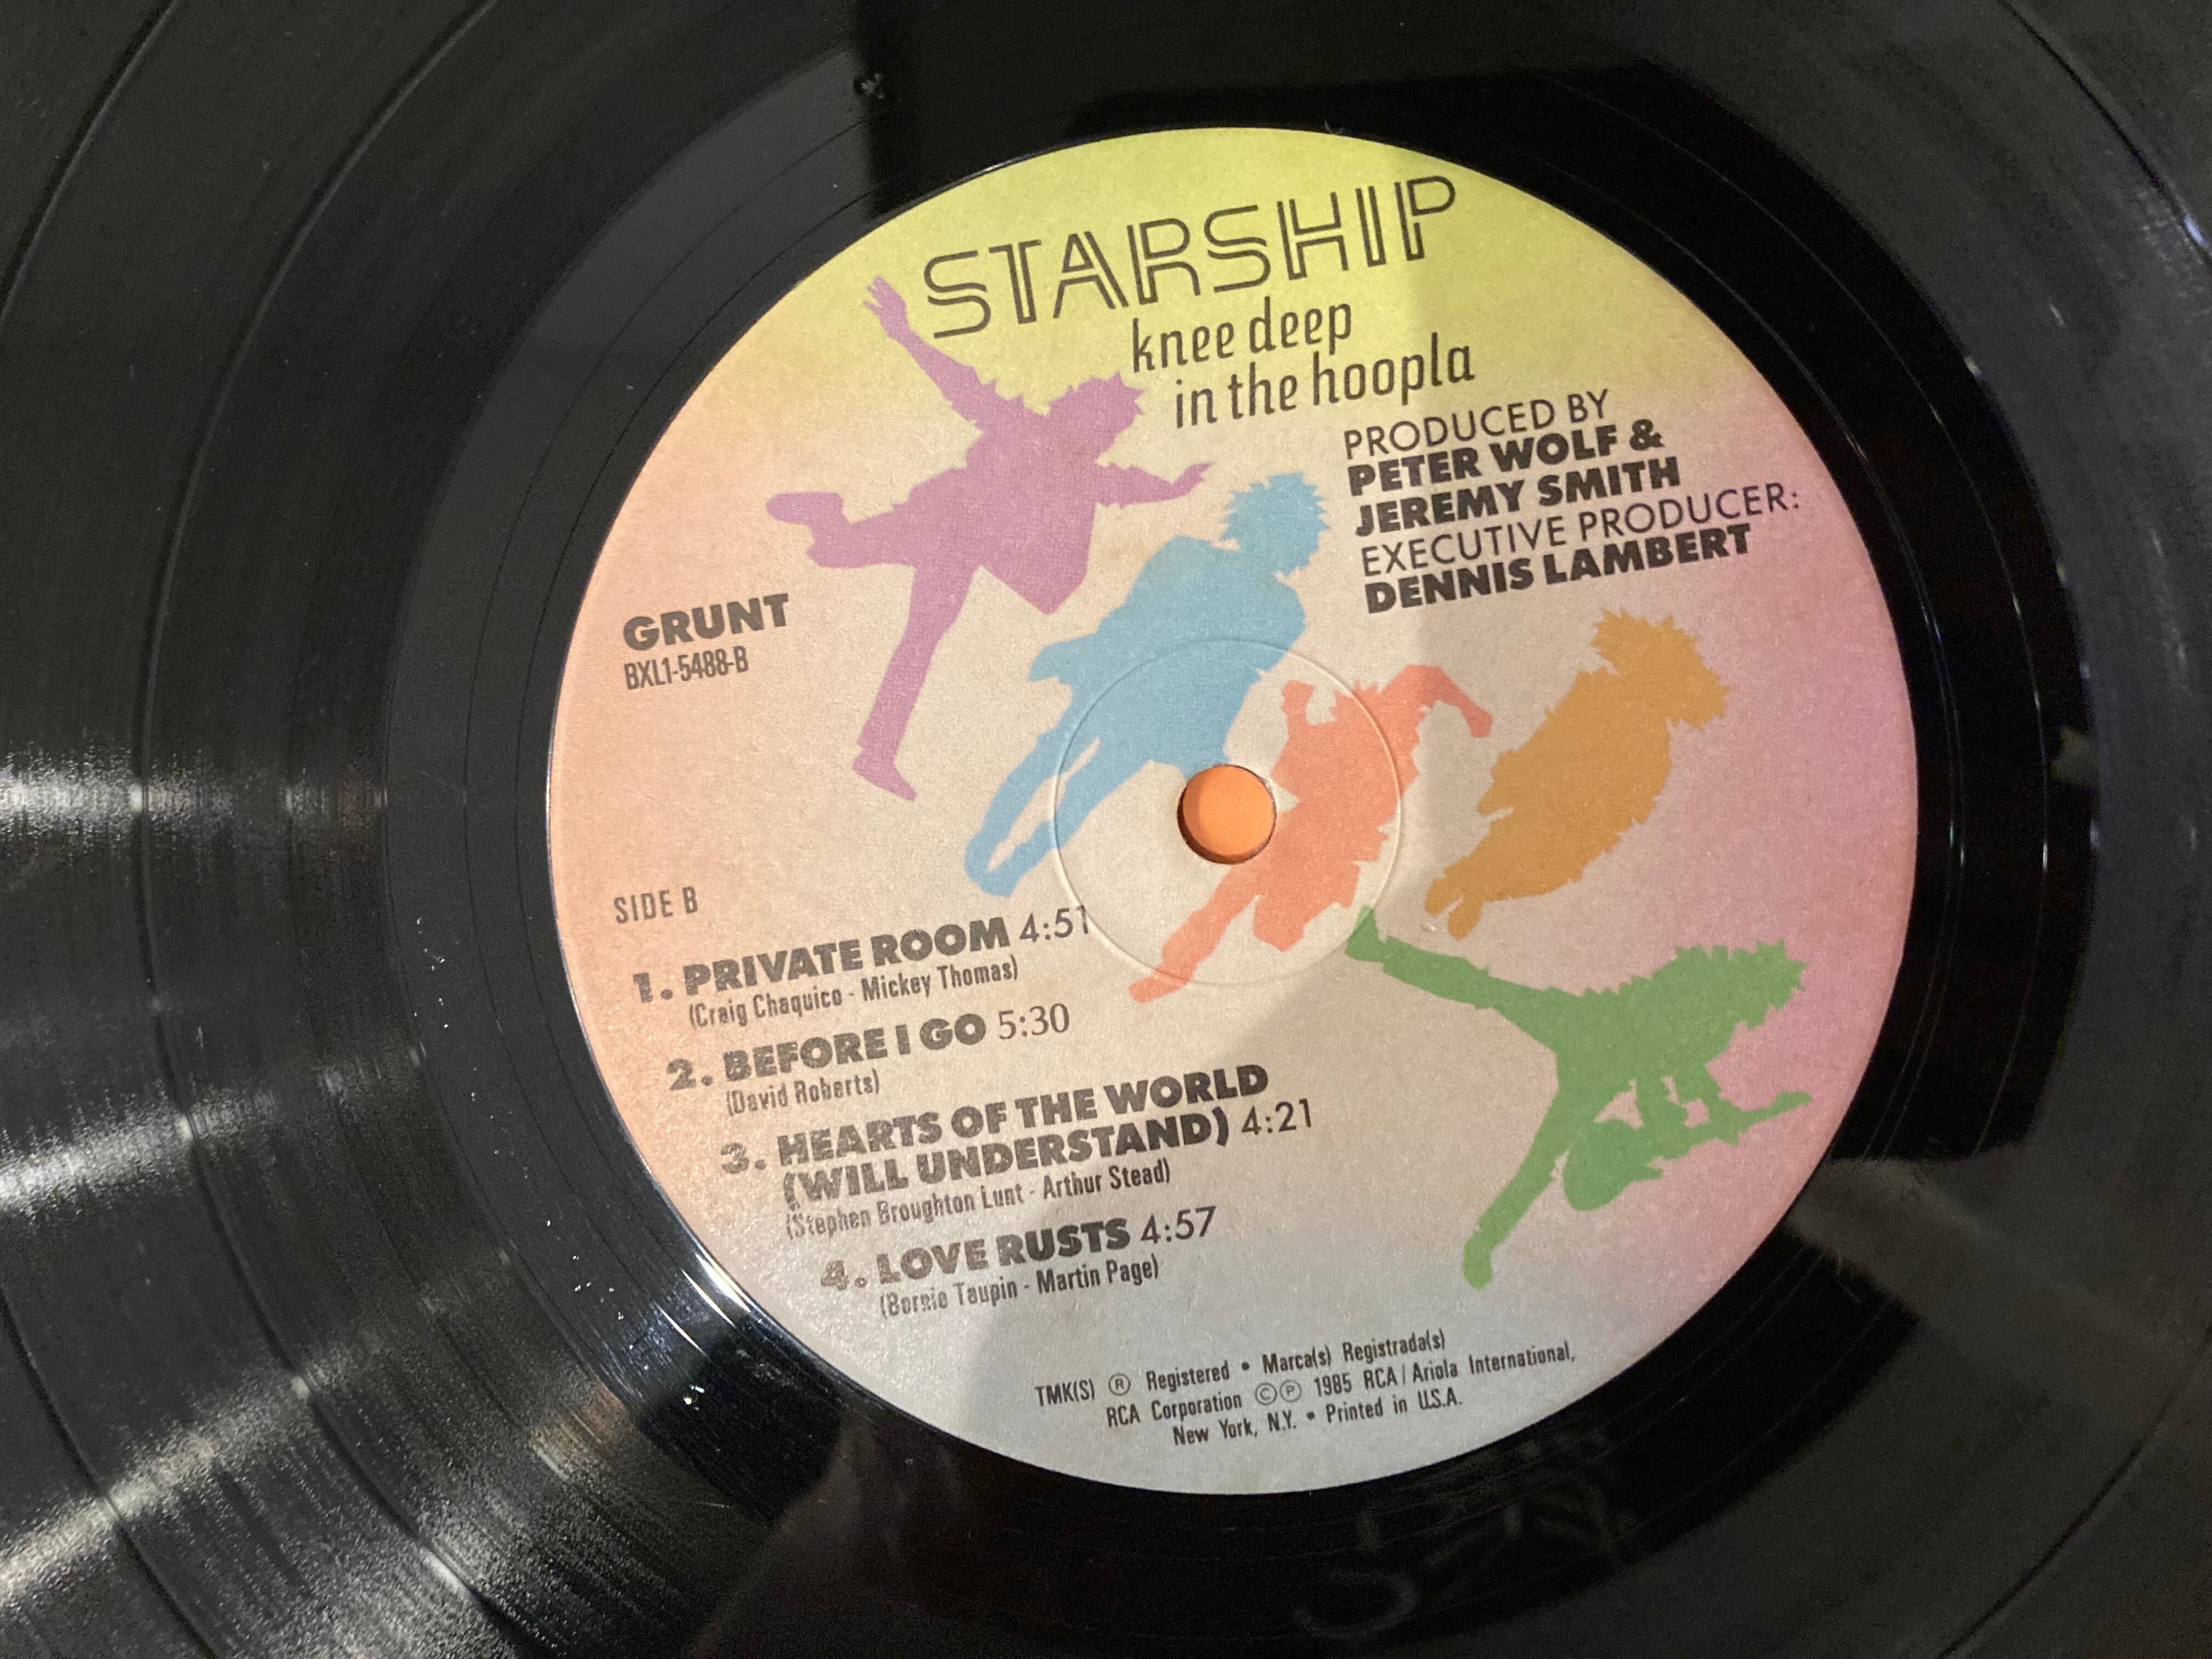 STARSHIP
knee deep
in the hoopla
PRODUCED BY
PETER WOLF &
JEREMY SMITH
EXECUTIVE PRODUCER:
DENNIS LAMBERT
GRUNT
BXL1-5488-B
SIDE B
1. PRIVATE ROOM 4:51
(Craig Chaquico - Mickey Thomas)
2. BEFORE I GO 5:30
(David Roberts)
3. HEARTS OF THE WORLD
(WILL UNDERSTAND) 4:21
(Stephen Broughton Lunt - Arthur Stead)
4. LOVE RUSTS 4:57
(Bernie Taupin - Martin Page)
TMK(S) ® Registered • Marca(s) Registrada(s)
RCA Corporation ©℗ 1985 RCA/Ariola International,
New York, N.Y. • Printed in U.S.A.